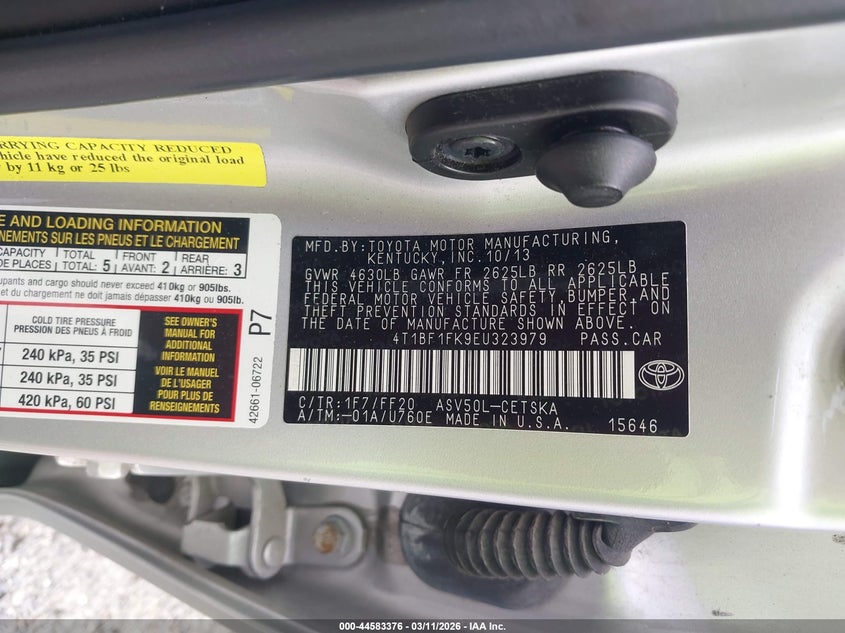 RRYING CAPACITY REDUCED
hicle have reduced the original load
by 11 kg or 25 lbs
E AND LOADING INFORMATION
NEMENTS SUR LES PNEUS ET LE CHARGEMENT
CAPACITY TOTAL FRONT REAR
DE PLACES TOTAL: 5 AVANT: 2 ARRIÈRE: 3
upants and cargo should never exceed 410kg or 905lbs.
et du chargement ne doit jamais dépasser 410kg ou 905lb.
COLD TIRE PRESSURE
PRESSION DES PNEUS À FROID
240 kPa, 35 PSI
240 kPa, 35 PSI
420 kPa, 60 PSI
SEE OWNER'S
MANUAL FOR
ADDITIONAL
INFORMATION
VOIR LE MANUEL
DE L'USAGER
POUR PLUS DE
RENSEIGNEMENTS
P7
42661-06722
MFD.BY:TOYOTA MOTOR MANUFACTURING,
KENTUCKY, INC. 10/13
GVWR 4630LB GAWR FR 2625LB RR 2625LB
THIS VEHICLE CONFORMS TO ALL APPLICABLE
FEDERAL MOTOR VEHICLE SAFETY, BUMPER,AND
THEFT PREVENTION STANDARDS IN EFFECT ON
THE DATE OF MANUFACTURE SHOWN ABOVE.
4T1BF1FK9EU323979 PASS.CAR
C/TR:1F7/FF20 ASV50L-CETSKA
A/TM:-01A/U760E MADE IN U.S.A.
15646
000-44583376 - 03/11/2026 - IAA Inc.